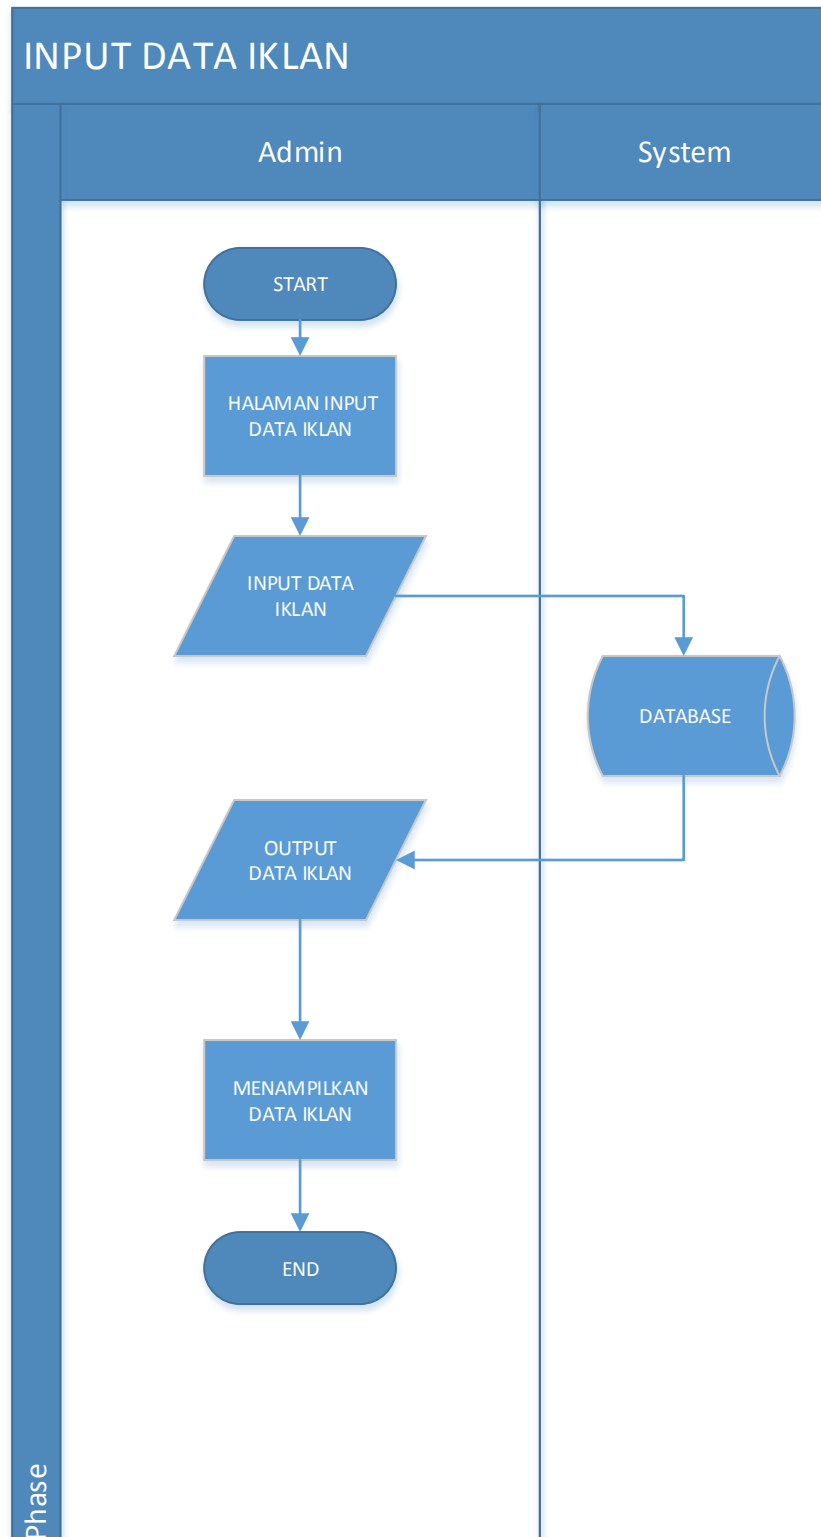 INPUT DATA IKLAN
Admin
System
START
HALAMAN INPUT
DATA IKLAN
INPUT DATA
IKLAN
DATABASE
OUTPUT
DATA IKLAN
MENAMPILKAN
DATA IKLAN
END
Phase